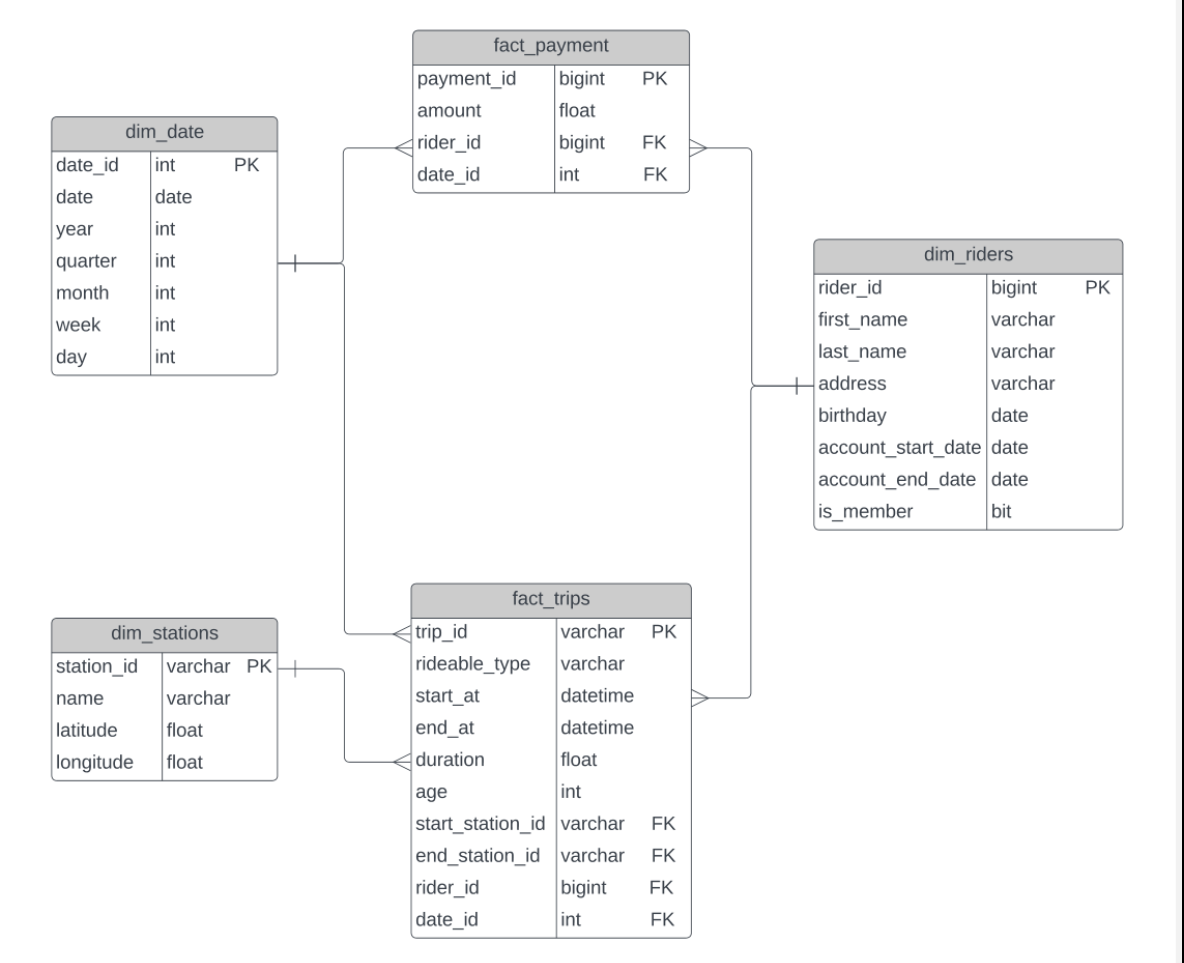 fact_payment
payment_id bigint PK
amount float
rider_id bigint FK
date_id int FK
dim_date
date_id int PK
date date
year int
quarter int
month int
week int
day int
dim_riders
rider_id bigint PK
first_name varchar
last_name varchar
address varchar
birthday date
account_start_date date
account_end_date date
is_member bit
fact_trips
trip_id varchar PK
rideable_type varchar
start_at datetime
end_at datetime
duration float
age int
start_station_id varchar FK
end_station_id varchar FK
rider_id bigint FK
date_id int FK
dim_stations
station_id varchar PK
name varchar
latitude float
longitude float